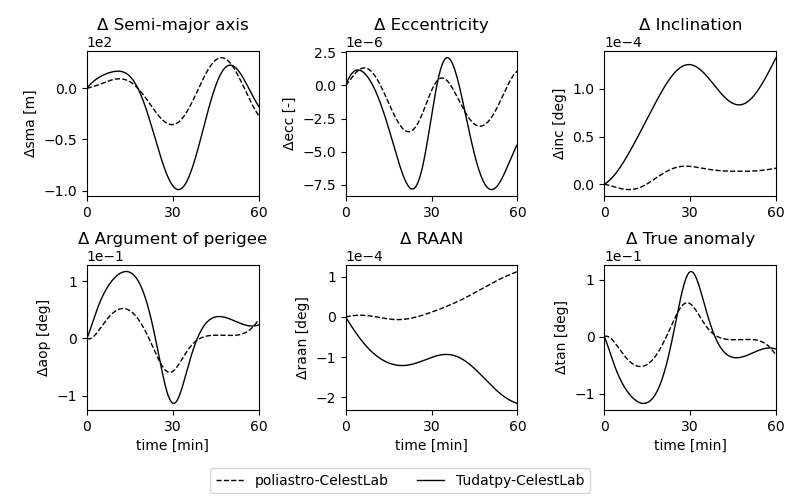 Δ Semi-major axis
1e2
0.0
−0.5
−1.0
Δsma [m]
0
30
60
Δ Eccentricity
1e−6
2.5
0.0
−2.5
−5.0
−7.5
Δecc [-]
0
30
60
Δ Inclination
1e−4
1.0
0.5
0.0
Δinc [deg]
0
30
60
Δ Argument of perigee
1e−1
1
0
−1
Δaop [deg]
0
30
60
time [min]
Δ RAAN
1e−4
1
0
−1
−2
Δraan [deg]
0
30
60
time [min]
Δ True anomaly
1e−1
1
0
−1
Δtan [deg]
0
30
60
time [min]
poliastro-CelestLab
Tudatpy-CelestLab